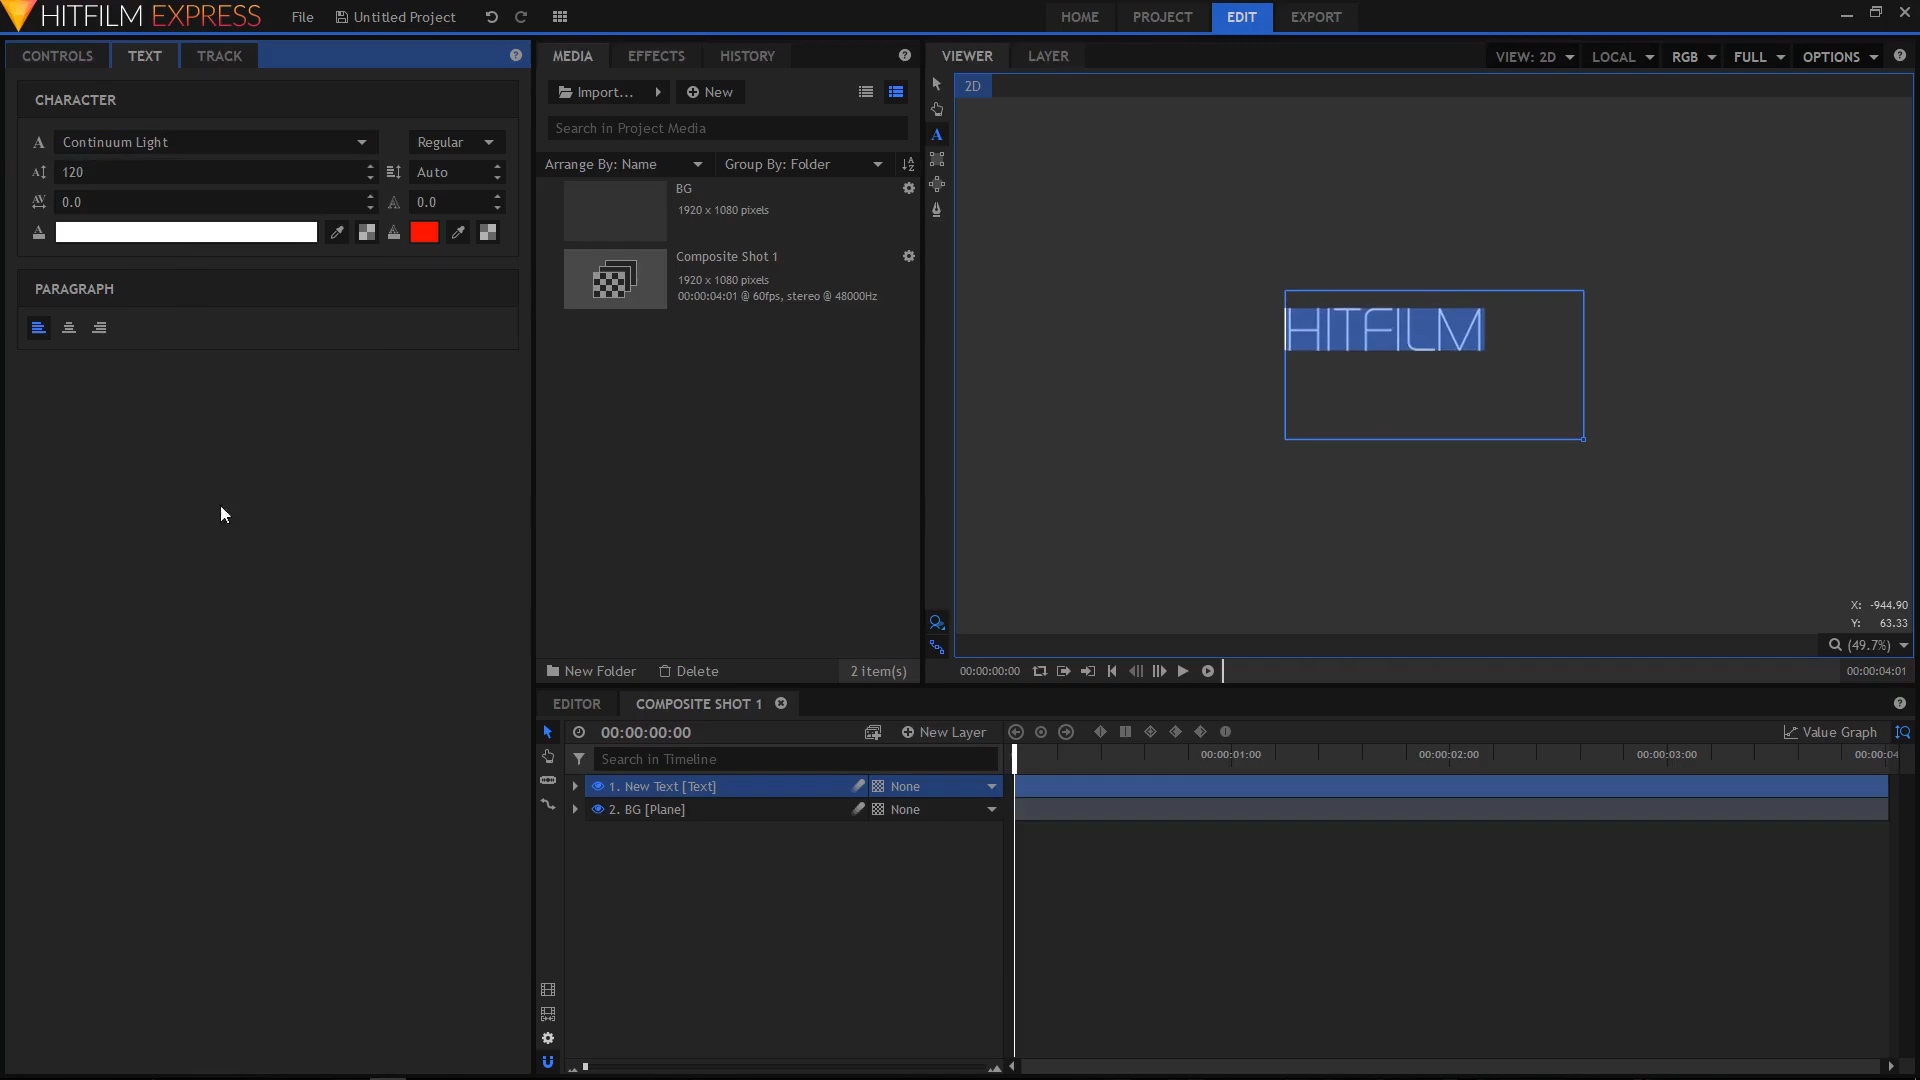 HITFILM EXPRESS File Untitled Project HOME PROJECT EDIT EXPORT
CONTROLS TEXT TRACK
CHARACTER
Continuum Light Regular
120 Auto
0.0 0.0
PARAGRAPH
MEDIA EFFECTS HISTORY
Import... New
Search in Project Media
Arrange By: Name Group By: Folder
BG
1920 x 1080 pixels
Composite Shot 1
1920 x 1080 pixels
00:00:04:01 @ 60fps, stereo @ 48000Hz
New Folder Delete 2 item(s)
VIEWER LAYER VIEW: 2D LOCAL RGB FULL OPTIONS
2D
HITFILM
X: -944.90
Y: 63.33
(49.7%)
00:00:00:00 00:00:04:01
EDITOR COMPOSITE SHOT 1
00:00:00:00 New Layer Value Graph
Search in Timeline 00:00:01:00 00:00:02:00 00:00:03:00 00:00:04
1. New Text [Text] None
2. BG [Plane] None